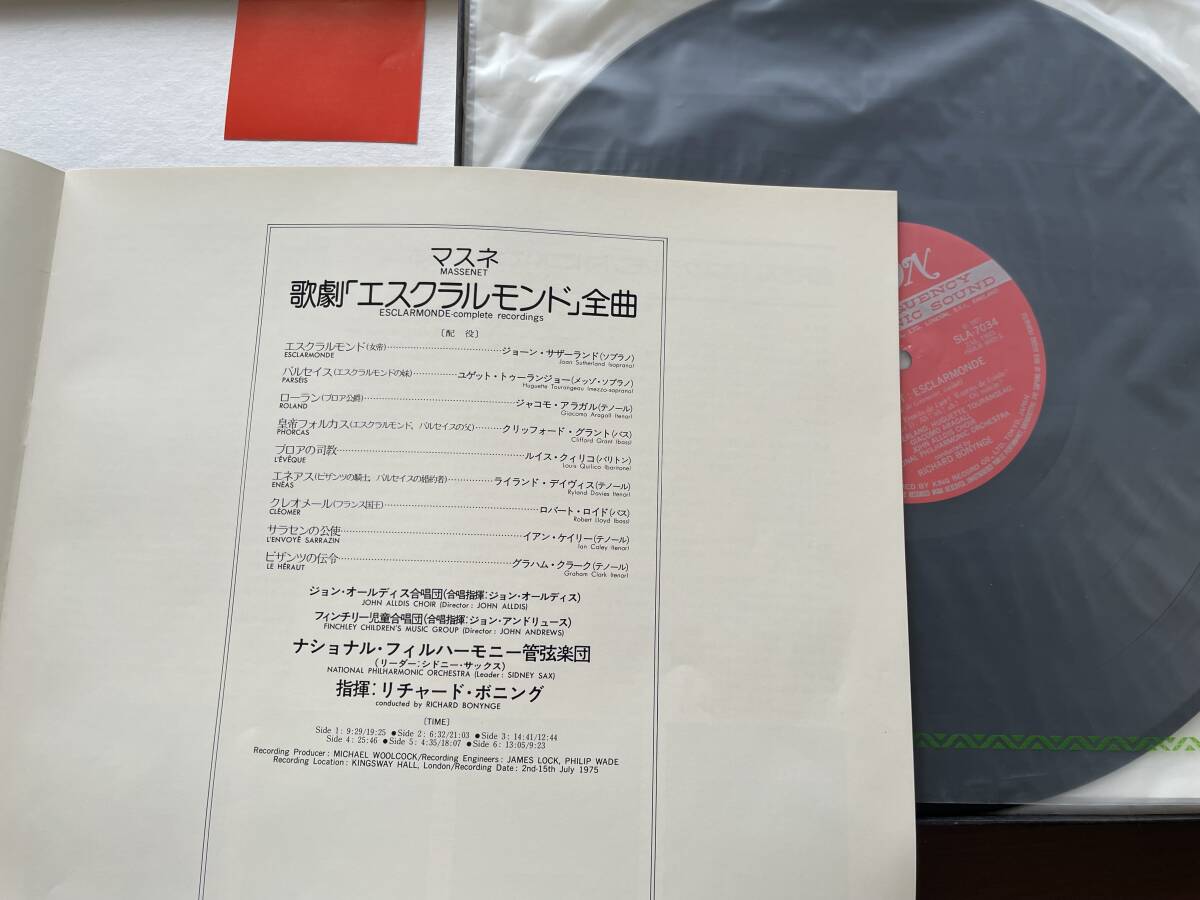 マスネ
MASSENET
歌劇「エスクラルモンド」全曲
ESCLARMONDE-complete recordings
〔配 役〕
エスクラルモンド(女帝)……ジョーン・サザーランド(ソプラノ)
ESCLARMONDE Joan Sutherland (soprano)
パルセイス(エスクラルモンドの妹)……ユゲット・トゥーランジョー(メッゾ・ソプラノ)
PARSÉIS Huguette Tourangeau (mezzo-soprano)
ローラン(ブロア公爵)……ジャコモ・アラガル(テノール)
ROLAND Giacomo Aragall (tenor)
皇帝フォルカス(エスクラルモンド, パルセイスの父)……クリッフォード・グラント(バス)
PHORCAS Clifford Grant (bass)
ブロアの司教……ルイス・クィリコ(バリトン)
L'ÉVÊQUE Louis Quilico (baritone)
エネアス(ビザンツの騎士, パルセイスの婚約者)……ライランド・デイヴィス(テノール)
ENÉAS Ryland Davies (tenor)
クレオメール(フランス国王)……ロバート・ロイド(バス)
CLÉOMER Robert Lloyd (bass)
サラセンの公使……イアン・ケイリー(テノール)
L'ENVOYÉ SARRAZIN Ian Caley (tenor)
ビザンツの伝令……グラハム・クラーク(テノール)
LE HÉRAUT Graham Clark (tenor)
ジョン・オールディス合唱団(合唱指揮:ジョン・オールディス)
JOHN ALLDIS CHOIR (Director : JOHN ALLDIS)
フィンチリー児童合唱団(合唱指揮:ジョン・アンドリュース)
FINCHLEY CHILDREN'S MUSIC GROUP (Director : JOHN ANDREWS)
ナショナル・フィルハーモニー管弦楽団
(リーダー:シドニー・サックス)
NATIONAL PHILHARMONIC ORCHESTRA (Leader : SIDNEY SAX)
指揮:リチャード・ボニング
conducted by RICHARD BONYNGE
〔TIME〕
Side 1 : 9:29/19:25 ●Side 2 : 6:32/21:03 ●Side 3 : 14:41/12:44
Side 4 : 25:46 ●Side 5 : 4:35/18:07 ●Side 6 : 13:05/9:23
Recording Producer : MICHAEL WOOLCOCK/Recording Engineers : JAMES LOCK, PHILIP WADE
Recording Location : KINGSWAY HALL, London/Recording Date : 2nd-15th July 1975
SLA-7034
ESCLARMONDE
HUGUETTE TOURANGEAU
GIACOMO ARAGALL
JOHN ALLDIS CHOIR
PHILHARMONIC ORCHESTRA
conducted by
RICHARD BONYNGE
BY KING RECORD CO., LTD. TOKYO, JAPAN